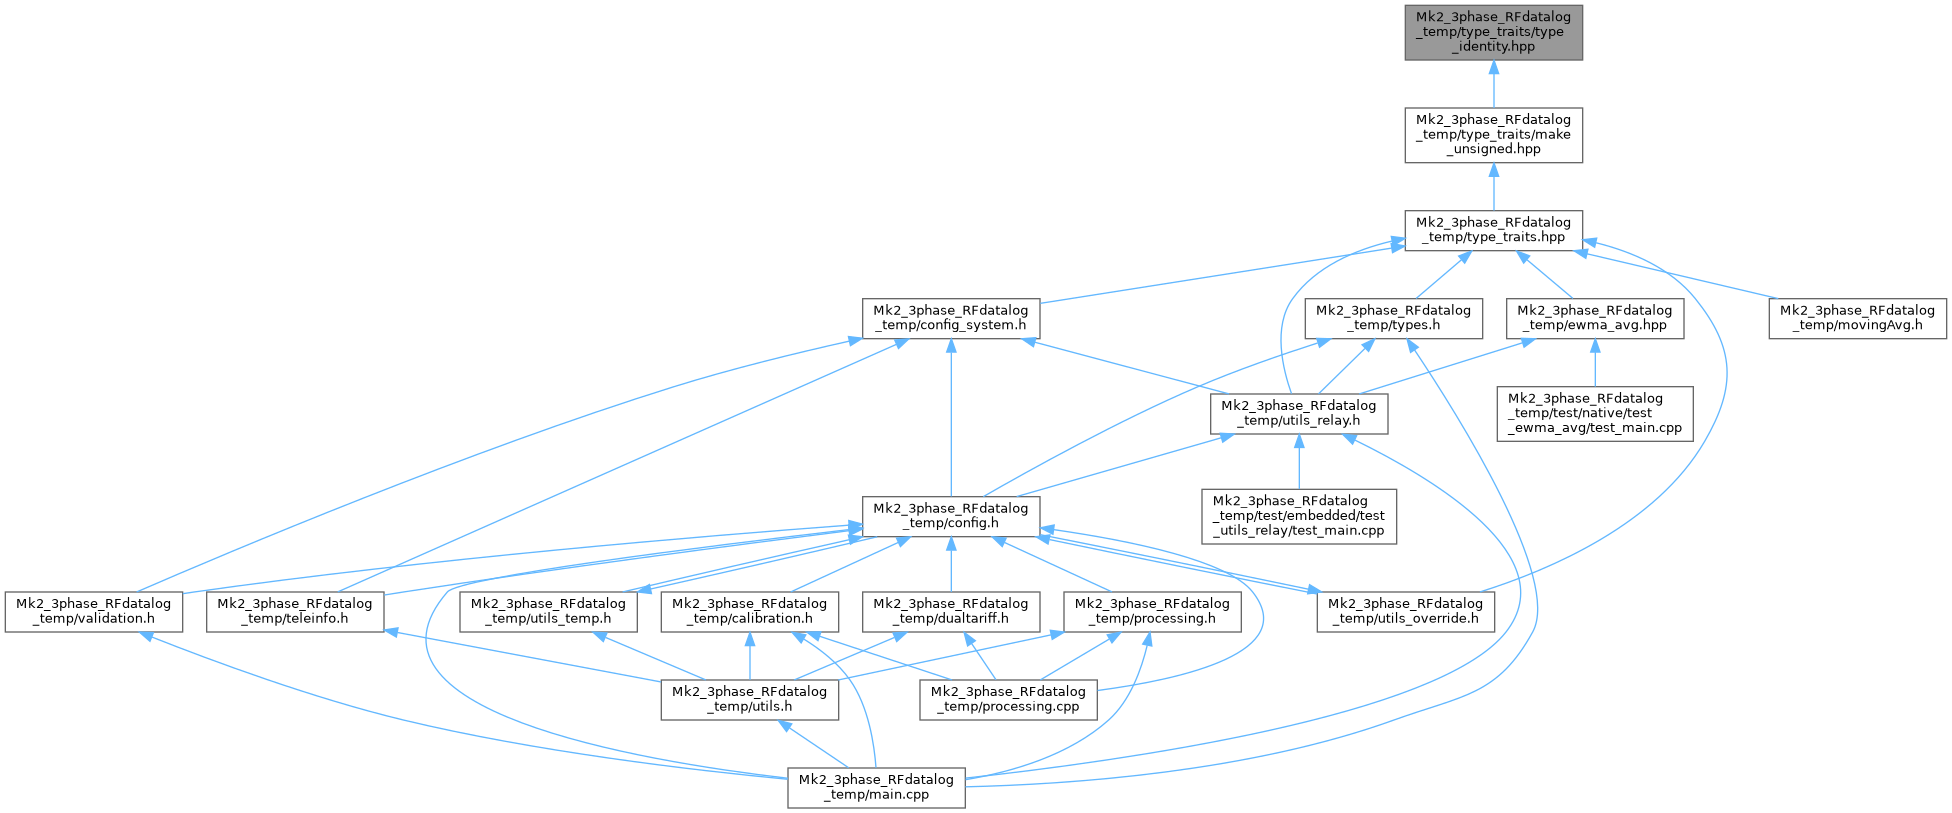 Mk2_3phase_RFdatalog
_temp/type_traits/type
_identity.hpp
Mk2_3phase_RFdatalog
_temp/type_traits/make
_unsigned.hpp
Mk2_3phase_RFdatalog
_temp/type_traits.hpp
Mk2_3phase_RFdatalog
_temp/config_system.h
Mk2_3phase_RFdatalog
_temp/types.h
Mk2_3phase_RFdatalog
_temp/ewma_avg.hpp
Mk2_3phase_RFdatalog
_temp/movingAvg.h
Mk2_3phase_RFdatalog
_temp/utils_relay.h
Mk2_3phase_RFdatalog
_temp/test/native/test
_ewma_avg/test_main.cpp
Mk2_3phase_RFdatalog
_temp/config.h
Mk2_3phase_RFdatalog
_temp/test/embedded/test
_utils_relay/test_main.cpp
Mk2_3phase_RFdatalog
_temp/validation.h
Mk2_3phase_RFdatalog
_temp/teleinfo.h
Mk2_3phase_RFdatalog
_temp/utils_temp.h
Mk2_3phase_RFdatalog
_temp/calibration.h
Mk2_3phase_RFdatalog
_temp/dualtariff.h
Mk2_3phase_RFdatalog
_temp/processing.h
Mk2_3phase_RFdatalog
_temp/utils_override.h
Mk2_3phase_RFdatalog
_temp/utils.h
Mk2_3phase_RFdatalog
_temp/processing.cpp
Mk2_3phase_RFdatalog
_temp/main.cpp